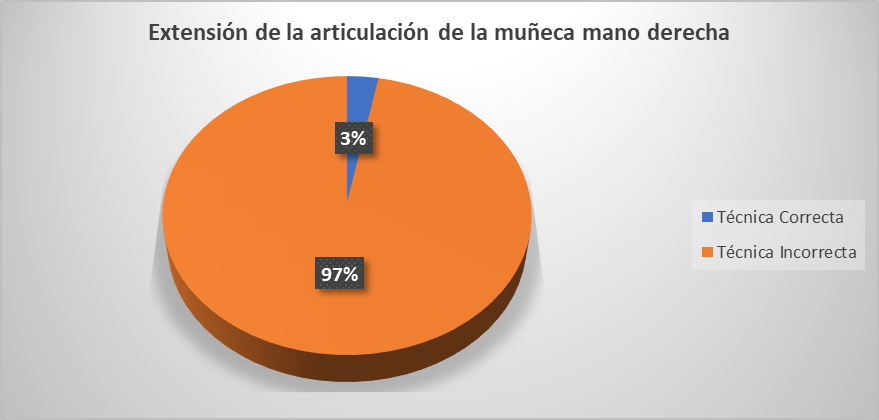 Extensión de la articulación de la muñeca mano derecha
3%
97%
Técnica Correcta
Técnica Incorrecta